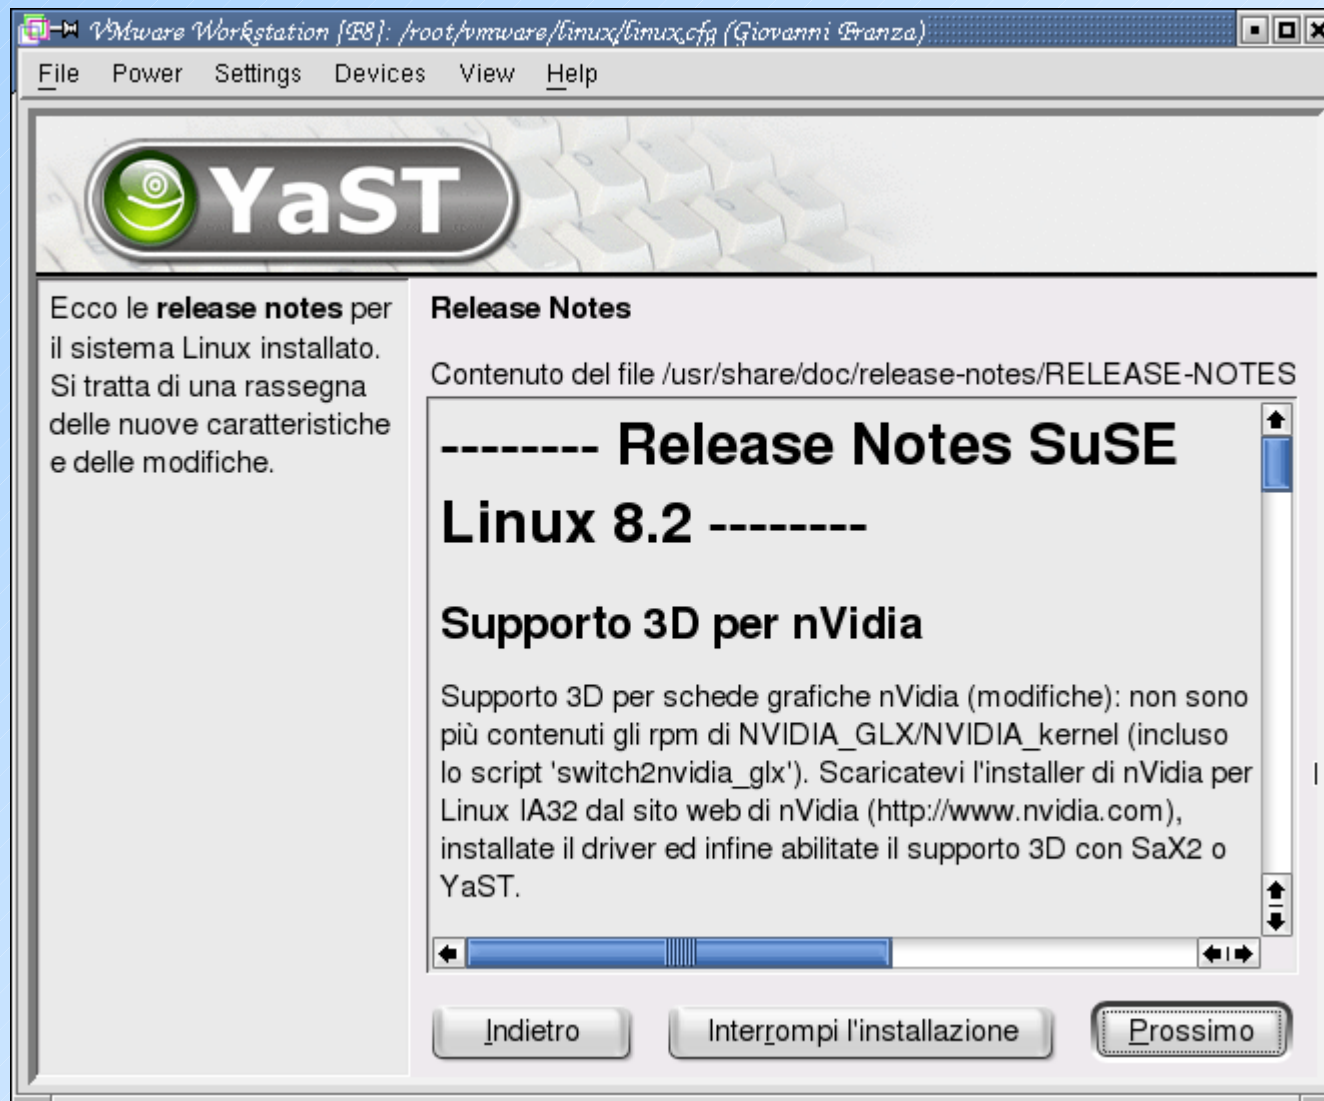 VMware Workstation [F8]: /root/vmware/linux/linux.cfg (Giovanni Franza)
File Power Settings Devices View Help
YaST
Ecco le release notes per
il sistema Linux installato.
Si tratta di una rassegna
delle nuove caratteristiche
e delle modifiche.
Release Notes
Contenuto del file /usr/share/doc/release-notes/RELEASE-NOTES
-------- Release Notes SuSE
Linux 8.2 --------
Supporto 3D per nVidia
Supporto 3D per schede grafiche nVidia (modifiche): non sono
più contenuti gli rpm di NVIDIA_GLX/NVIDIA_kernel (incluso
lo script 'switch2nvidia_glx'). Scaricatevi l'installer di nVidia per
Linux IA32 dal sito web di nVidia (http://www.nvidia.com),
installate il driver ed infine abilitate il supporto 3D con SaX2 o
YaST.
Indietro Interrompi l'installazione Prossimo